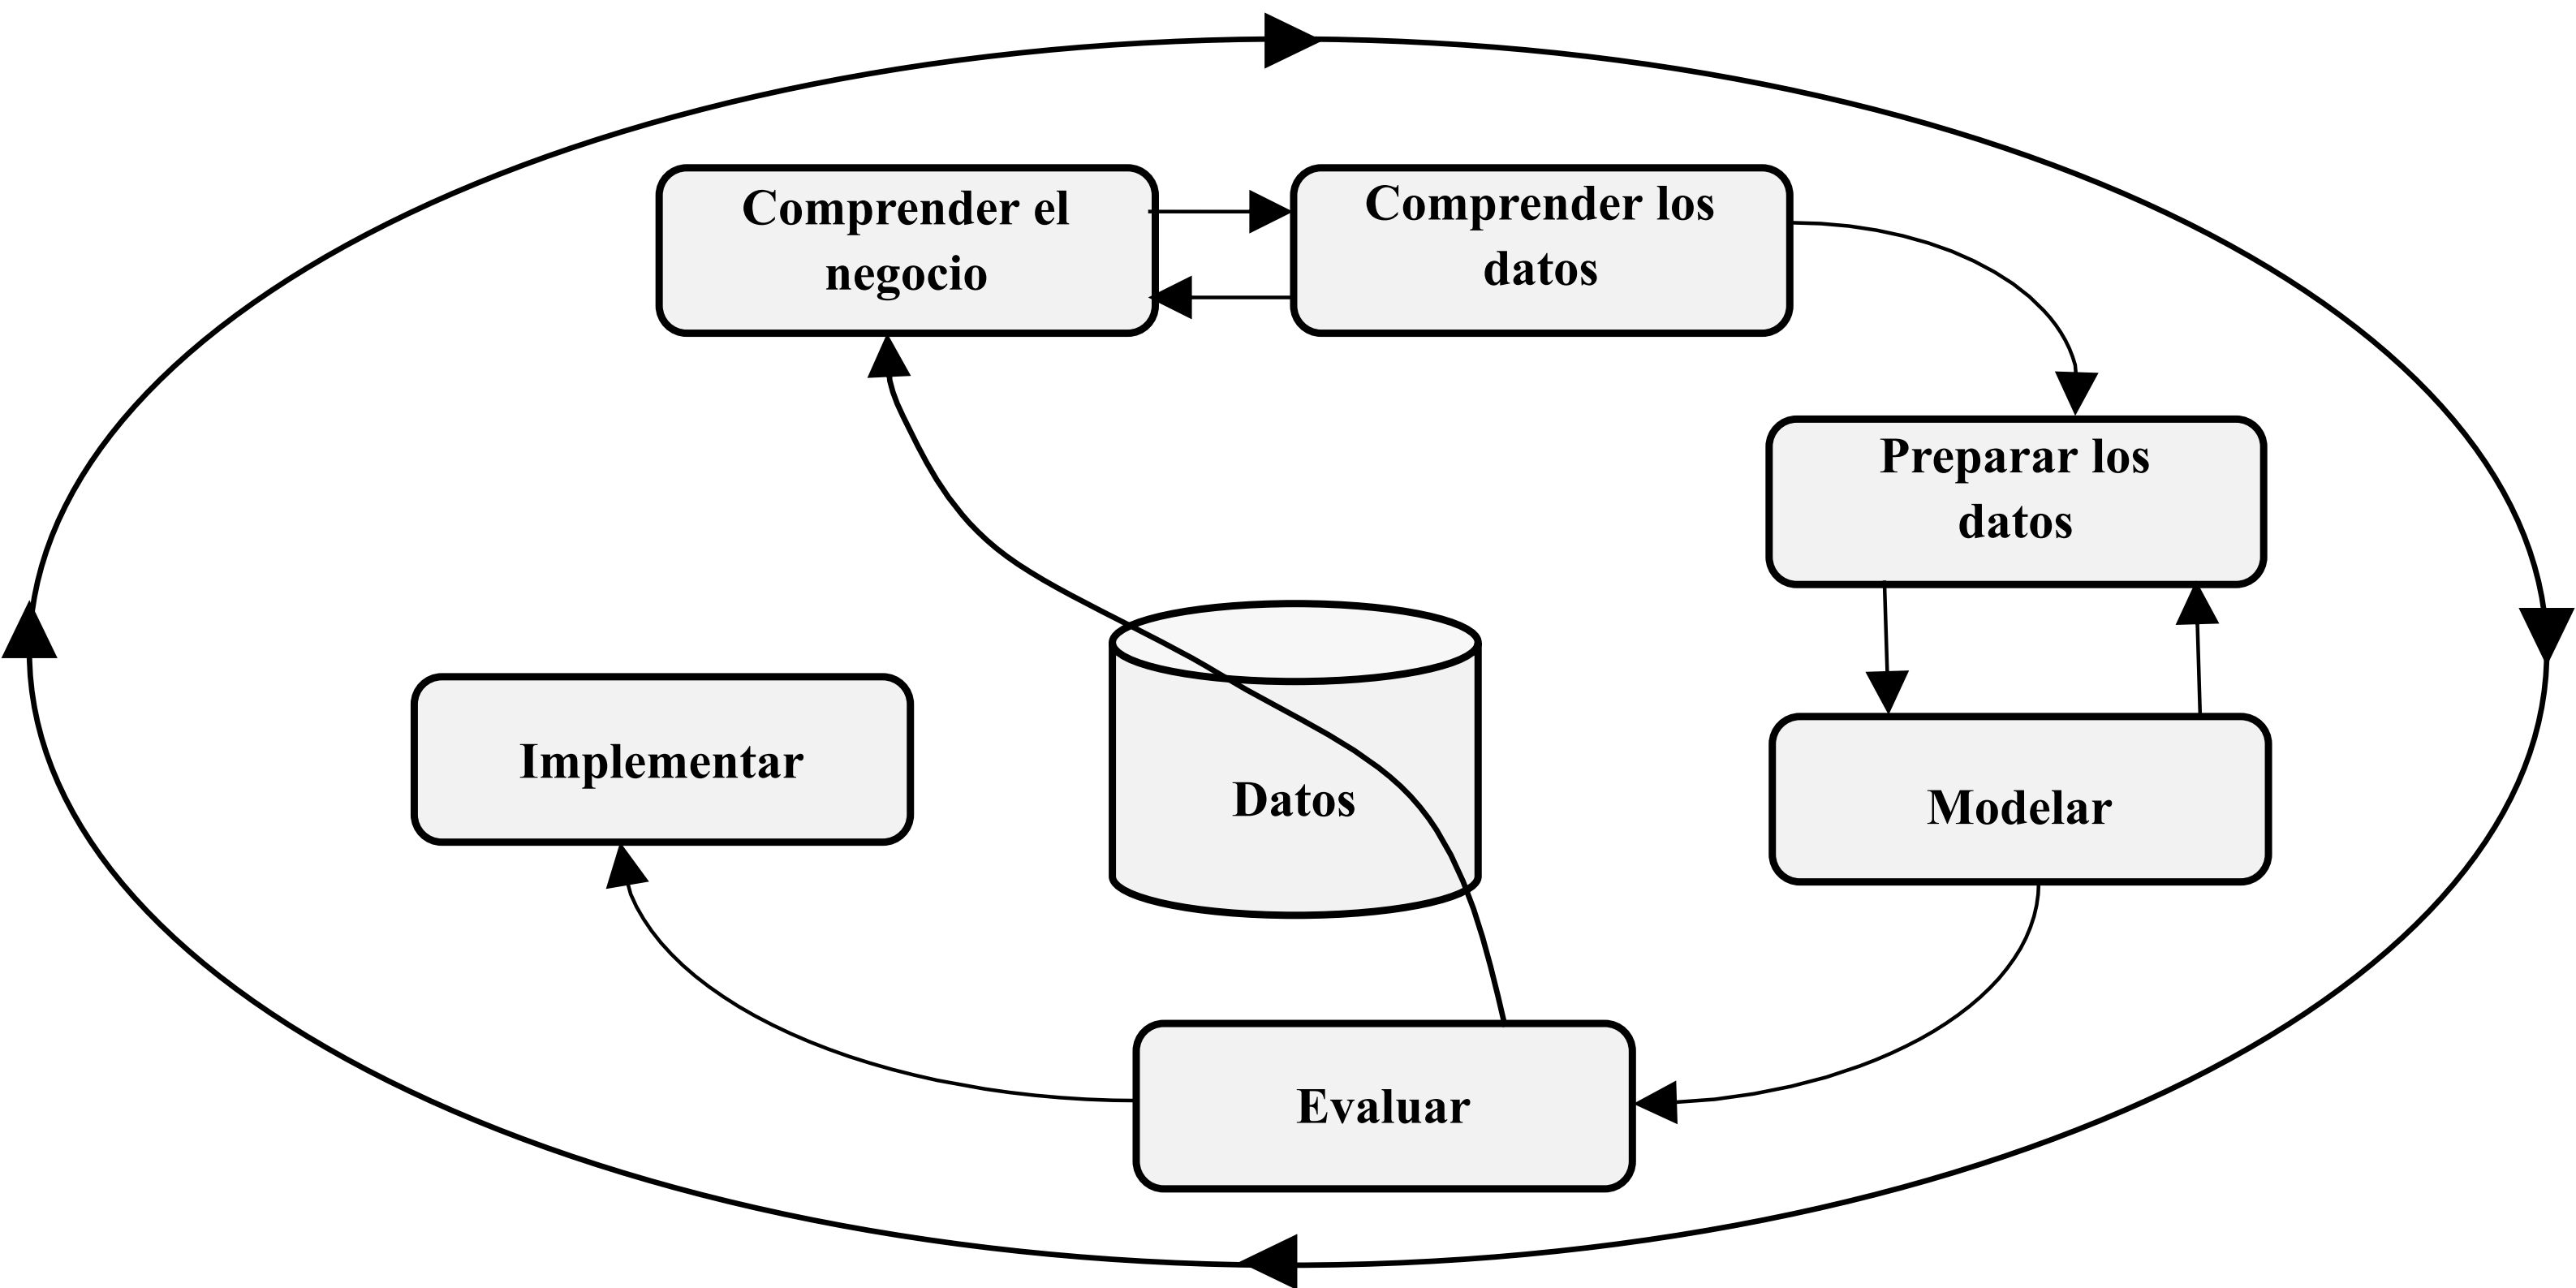 Comprender el
negocio
Comprender los
datos
Preparar los
datos
Implementar
Datos
Modelar
Evaluar